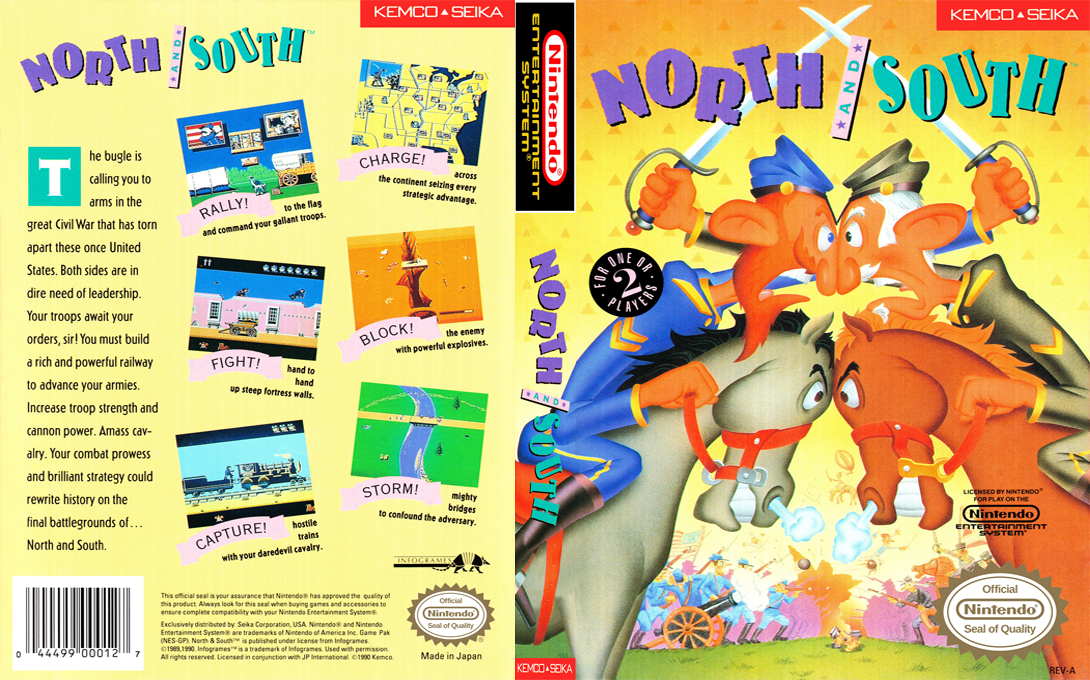 KEMCO▲SEIKA
NORTH AND SOUTH™
The bugle is
calling you to
arms in the
great Civil War that has torn
apart these once United
States. Both sides are in
dire need of leadership.
Your troops await your
orders, sir! You must build
a rich and powerful railway
to advance your armies.
Increase troop strength and
cannon power. Amass cav-
alry. Your combat prowess
and brilliant strategy could
rewrite history on the
final battlegrounds of...
North and South.
RALLY! to the flag
and command your gallant troops.
CHARGE! across
the continent seizing every
strategic advantage.
FIGHT! hand to
hand
up steep fortress walls.
BLOCK! the enemy
with powerful explosives.
CAPTURE! hostile
trains
with your daredevil cavalry.
STORM! mighty
bridges
to confound the adversary.
INFOGRAMES
0 44499 00012 7
This official seal is your assurance that Nintendo® has approved the quality of
this product. Always look for this seal when buying games and accessories to
ensure complete compatibility with your Nintendo Entertainment System®.
Exclusively distributed by: Seika Corporation, USA. Nintendo® and Nintendo
Entertainment System® are trademarks of Nintendo of America Inc. Game Pak
(NES-GP). North & South™ is published under license from Infogrames.
©1989,1990. Infogrames™ is a trademark of Infogrames. Used with permission.
All rights reserved. Licensed in conjunction with JP International. ©1990 Kemco.
Official
Nintendo®
Seal of Quality
Made in Japan
Nintendo®
ENTERTAINMENT
SYSTEM®
NORTH AND SOUTH
KEMCO▲SEIKA
KEMCO▲SEIKA
NORTH AND SOUTH™
FOR ONE OR
2
PLAYERS
LICENSED BY NINTENDO®
FOR PLAY ON THE
Nintendo
ENTERTAINMENT
SYSTEM®
Official
Nintendo®
Seal of Quality
REV-A